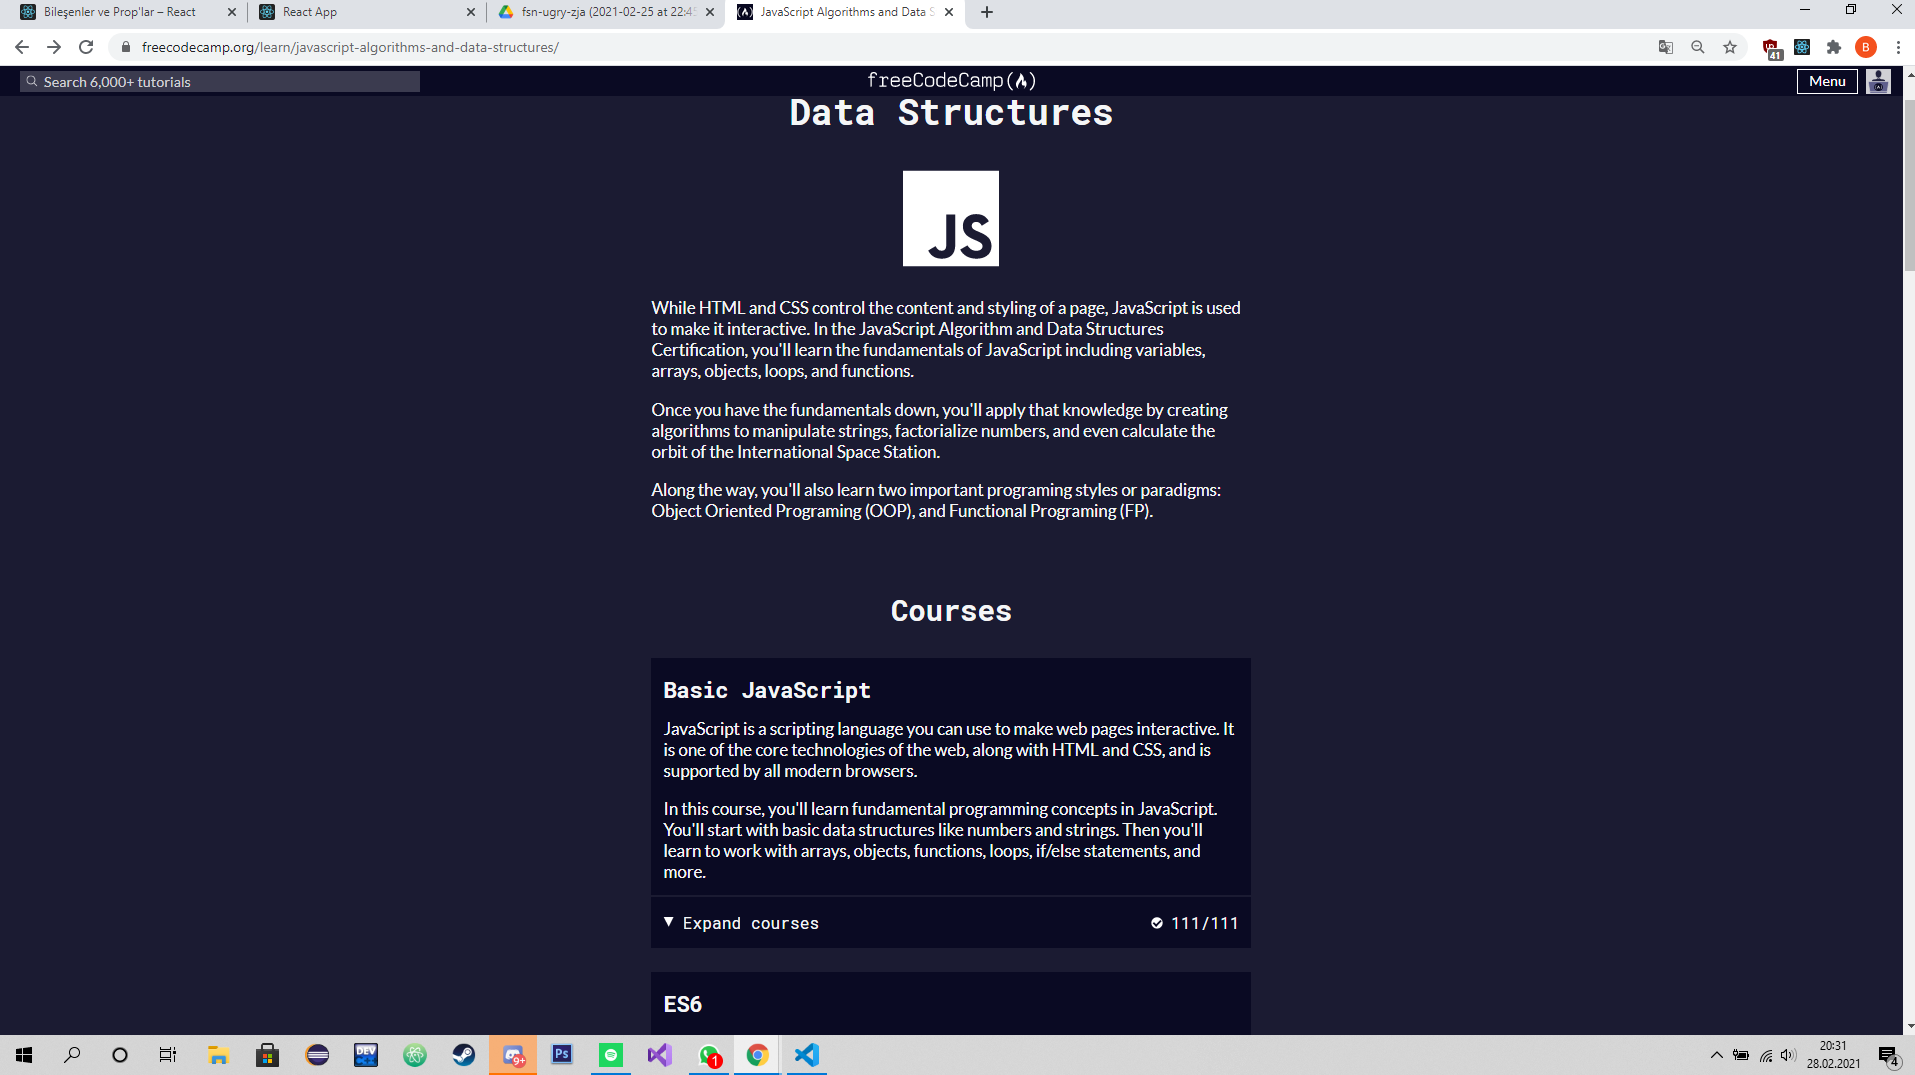 Bileşenler ve Prop'lar – React
React App
fsn-ugry-zja (2021-02-25 at 22:45
JavaScript Algorithms and Data S
freecodecamp.org/learn/javascript-algorithms-and-data-structures/
41
B
Search 6,000+ tutorials
freeCodeCamp
Menu
Data Structures
JS
While HTML and CSS control the content and styling of a page, JavaScript is used
to make it interactive. In the JavaScript Algorithm and Data Structures
Certification, you'll learn the fundamentals of JavaScript including variables,
arrays, objects, loops, and functions.
Once you have the fundamentals down, you'll apply that knowledge by creating
algorithms to manipulate strings, factorialize numbers, and even calculate the
orbit of the International Space Station.
Along the way, you'll also learn two important programing styles or paradigms:
Object Oriented Programing (OOP), and Functional Programing (FP).
Courses
Basic JavaScript
JavaScript is a scripting language you can use to make web pages interactive. It
is one of the core technologies of the web, along with HTML and CSS, and is
supported by all modern browsers.
In this course, you'll learn fundamental programming concepts in JavaScript.
You'll start with basic data structures like numbers and strings. Then you'll
learn to work with arrays, objects, functions, loops, if/else statements, and
more.
Expand courses
111/111
ES6
DEV
9+
Ps
1
20:31
28.02.2021
4